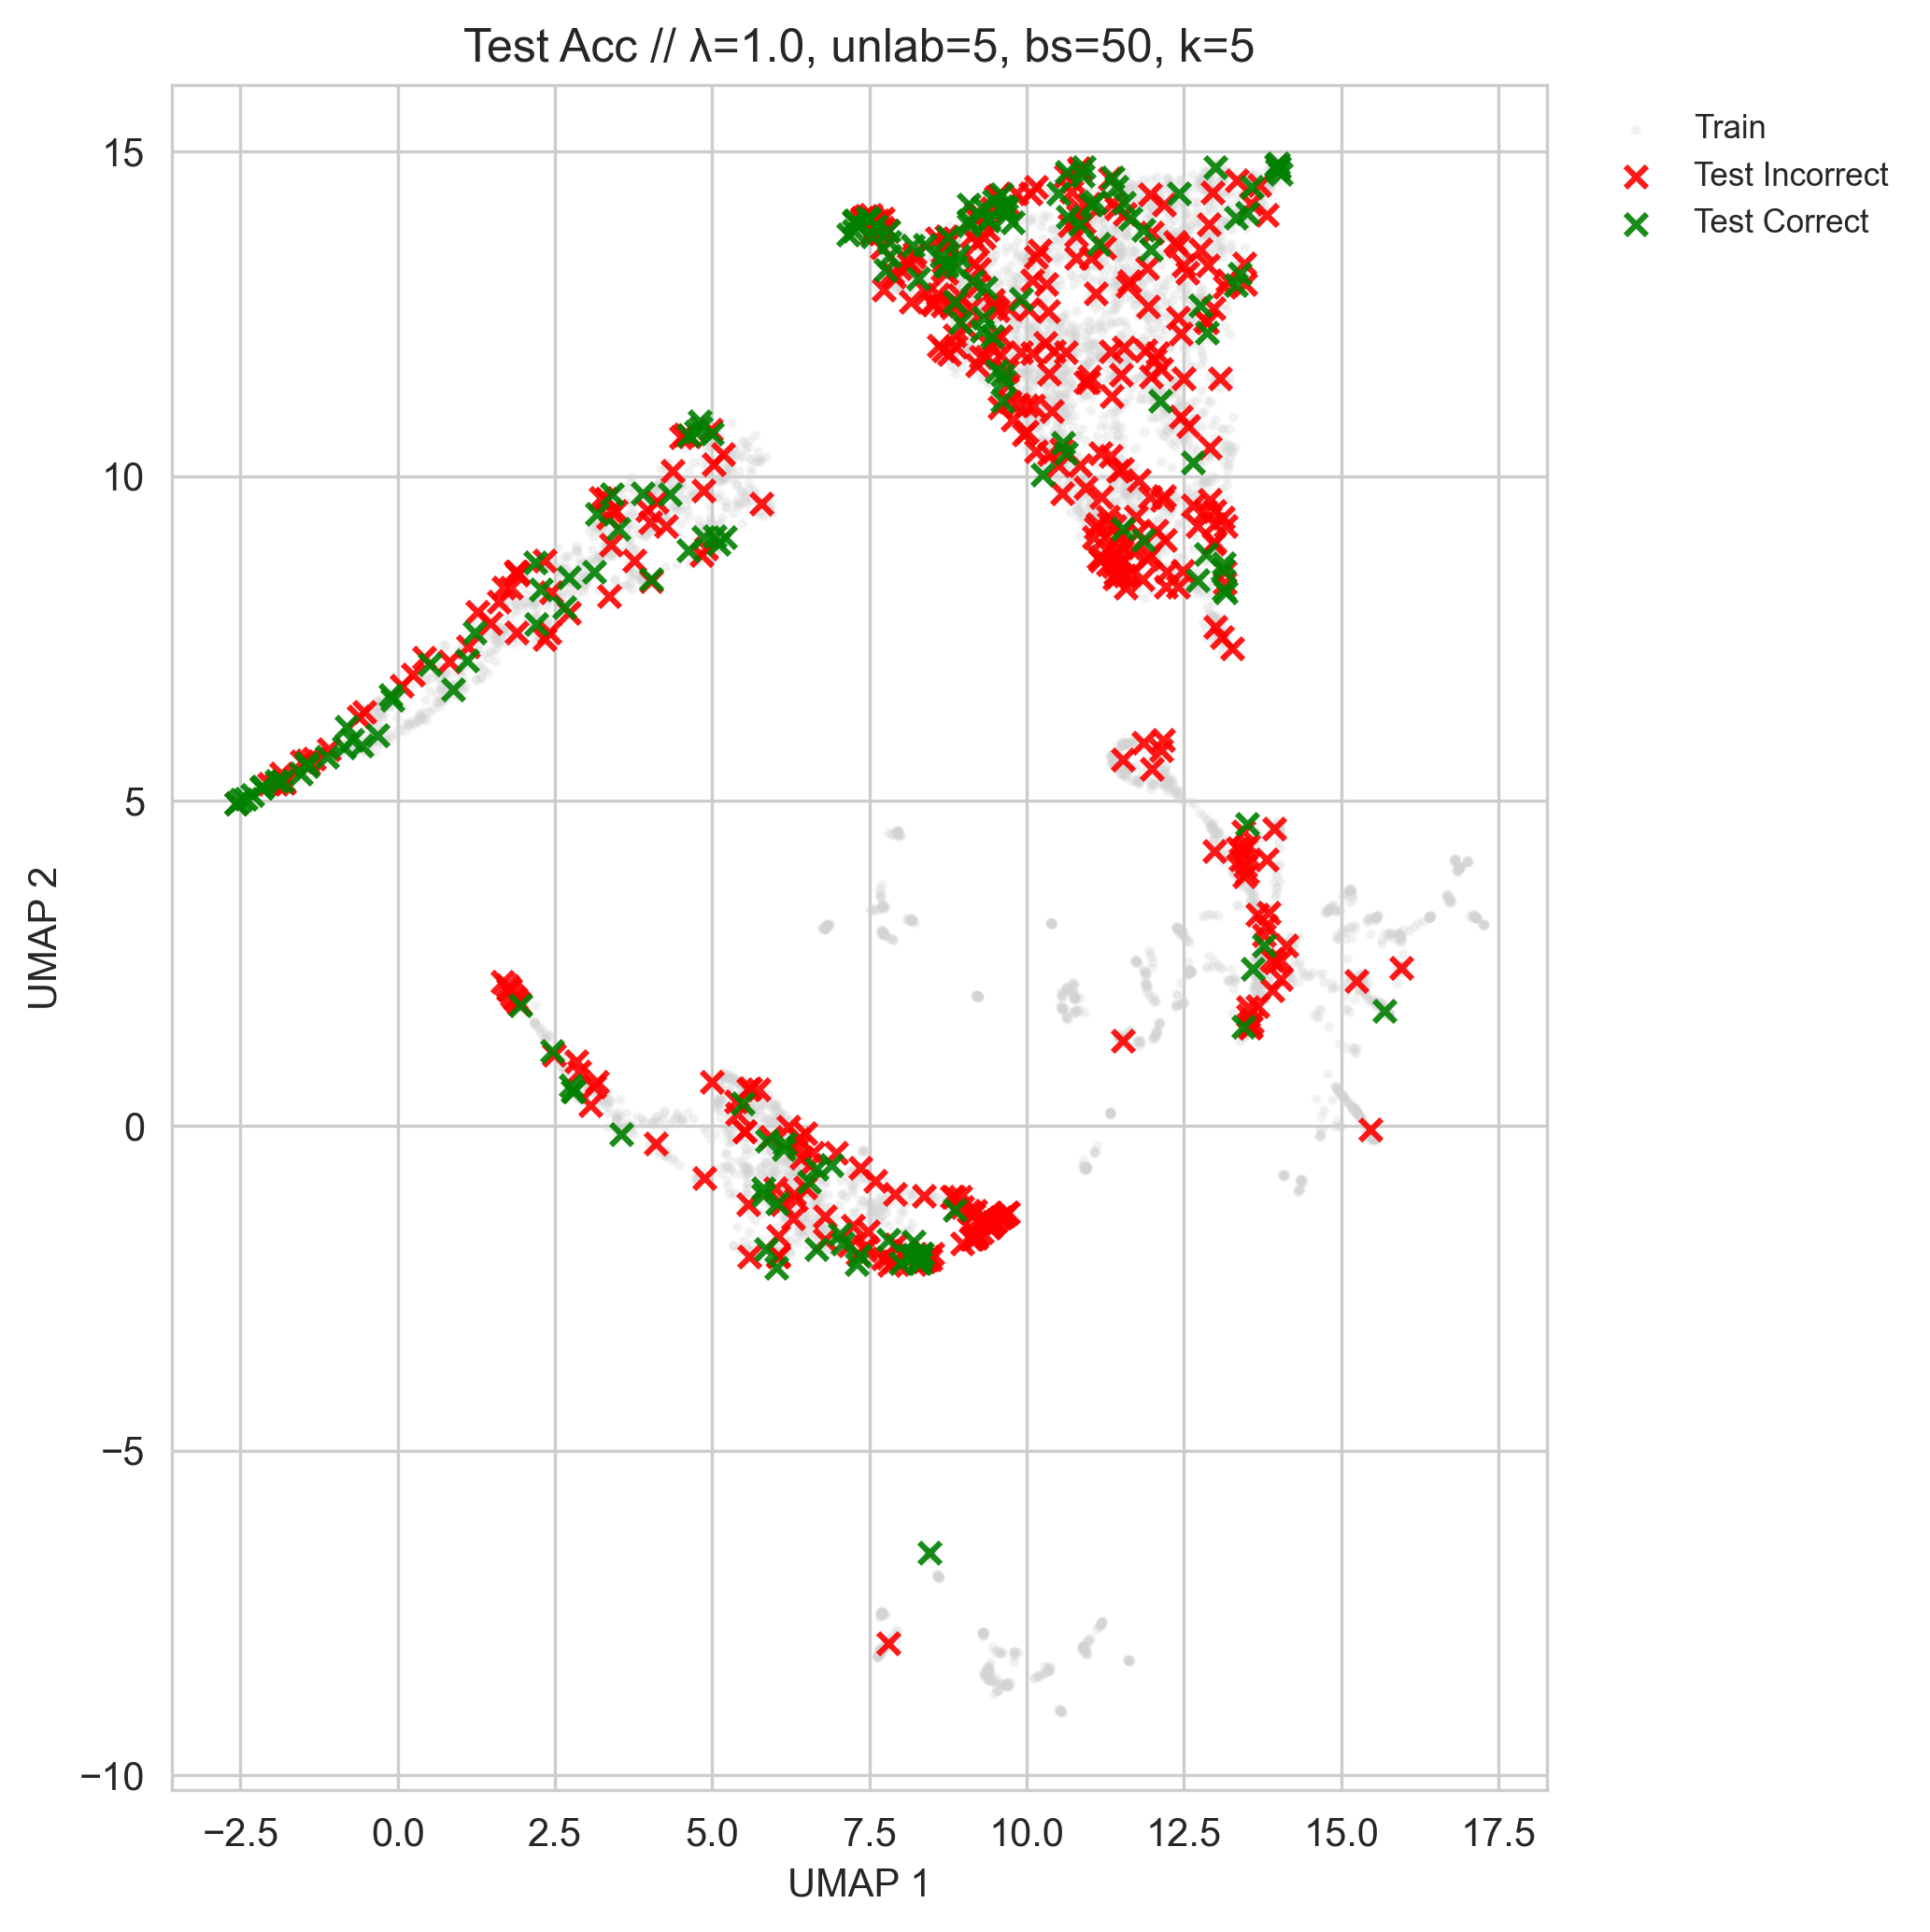 Test Acc // λ=1.0, unlab=5, bs=50, k=5
Train
Test Incorrect
Test Correct
15
10
5
0
−5
−10
UMAP 2
−2.5 0.0 2.5 5.0 7.5 10.0 12.5 15.0 17.5
UMAP 1